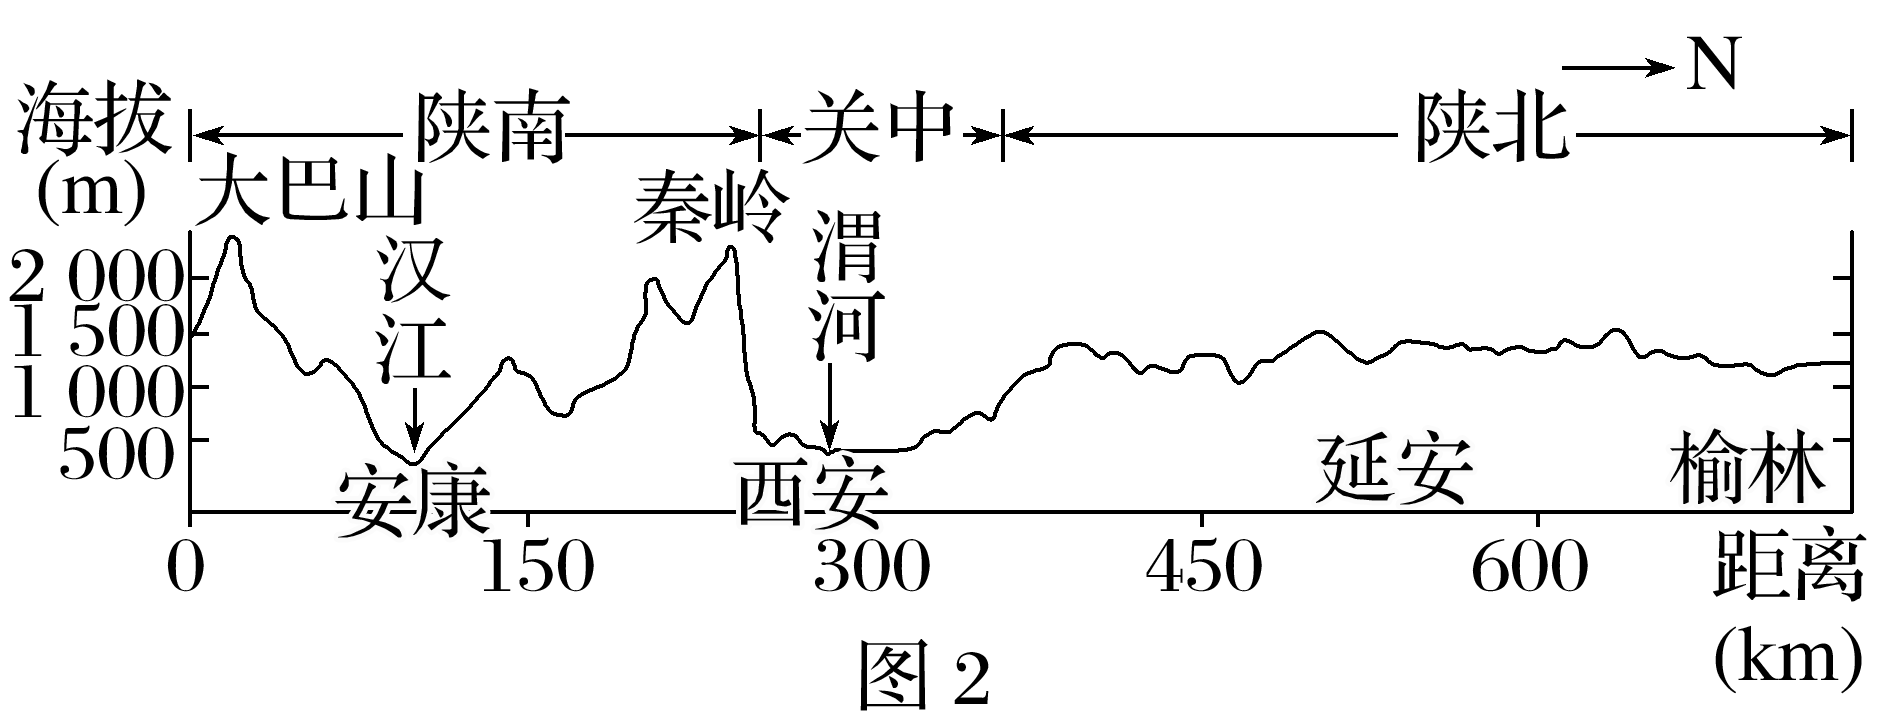 N
海拔
(m)
陕南
关中
陕北
大巴山
秦岭
汉江
渭河
2 000
1 500
1 000
500
安康
西安
延安
榆林
0
150
300
450
600
距离
(km)
图 2